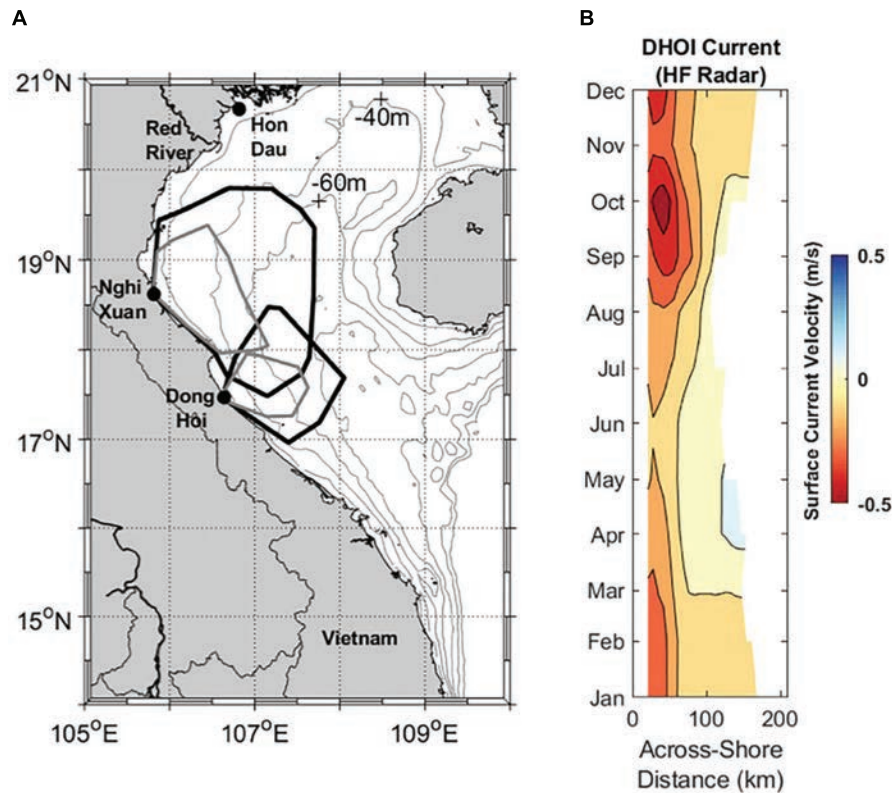 A
21°N
19°N
17°N
15°N
105°E
107°E
109°E
Red
River
Hon
Dau
-40m
-60m
Nghi
Xuan
Dong
Hôi
Vietnam
B
DHOI Current
(HF Radar)
Dec
Nov
Oct
Sep
Aug
Jul
Jun
May
Apr
Mar
Feb
Jan
0
100
200
Across-Shore
Distance (km)
Surface Current Velocity (m/s)
0.5
0
-0.5